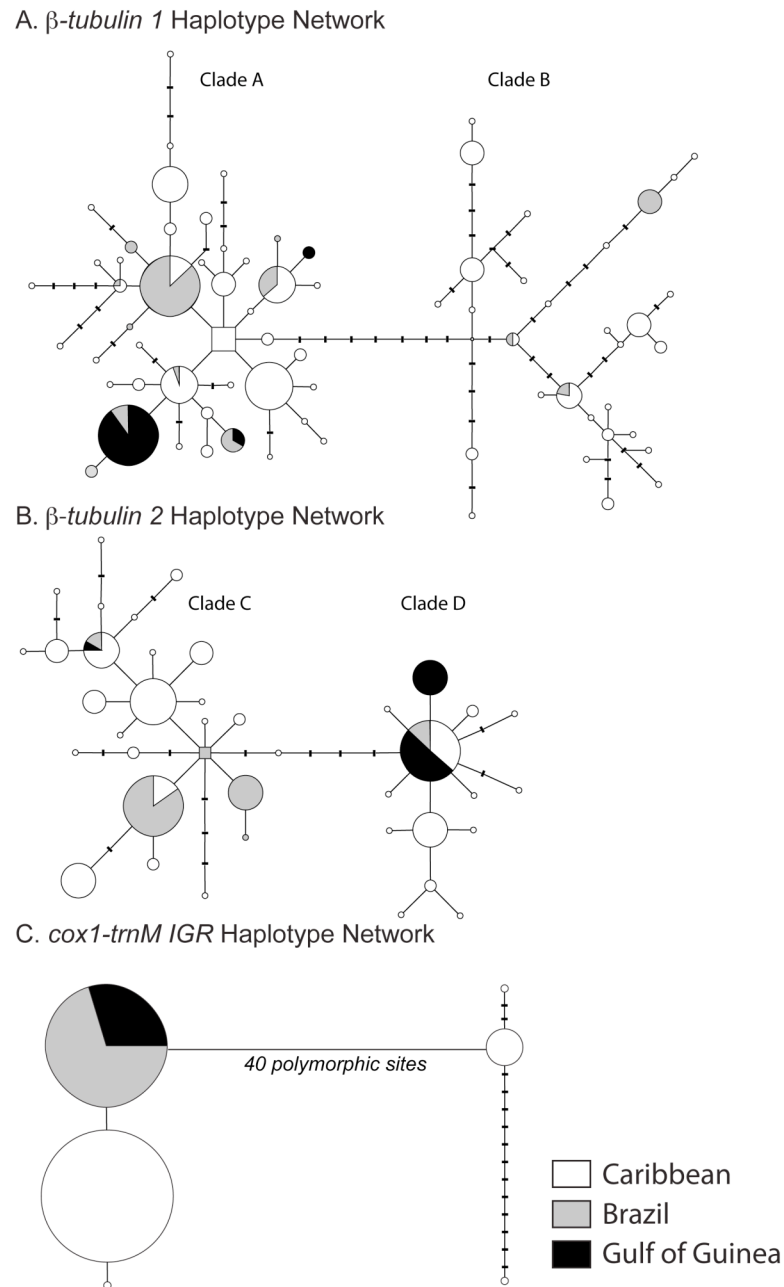 A. β-tubulin 1 Haplotype Network
Clade A
Clade B
B. β-tubulin 2 Haplotype Network
Clade C
Clade D
C. cox1-trnM IGR Haplotype Network
40 polymorphic sites
Caribbean
Brazil
Gulf of Guinea